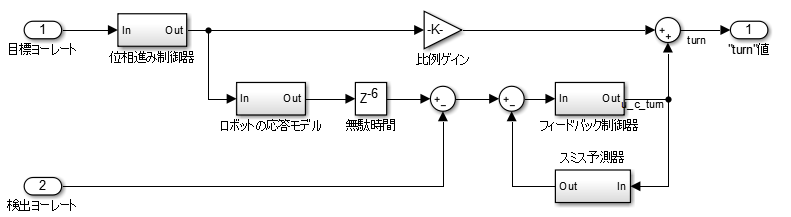 1
目標ヨーレート
In
Out
位相進み制御器
-K-
比例ゲイン
+
+
turn
1
"turn"値
In
Out
ロボットの応答モデル
Z-6
無駄時間
+
−
+
−
In
Out
フィードバック制御器
u_c_turn
スミス予測器
Out
In
2
検出ヨーレート